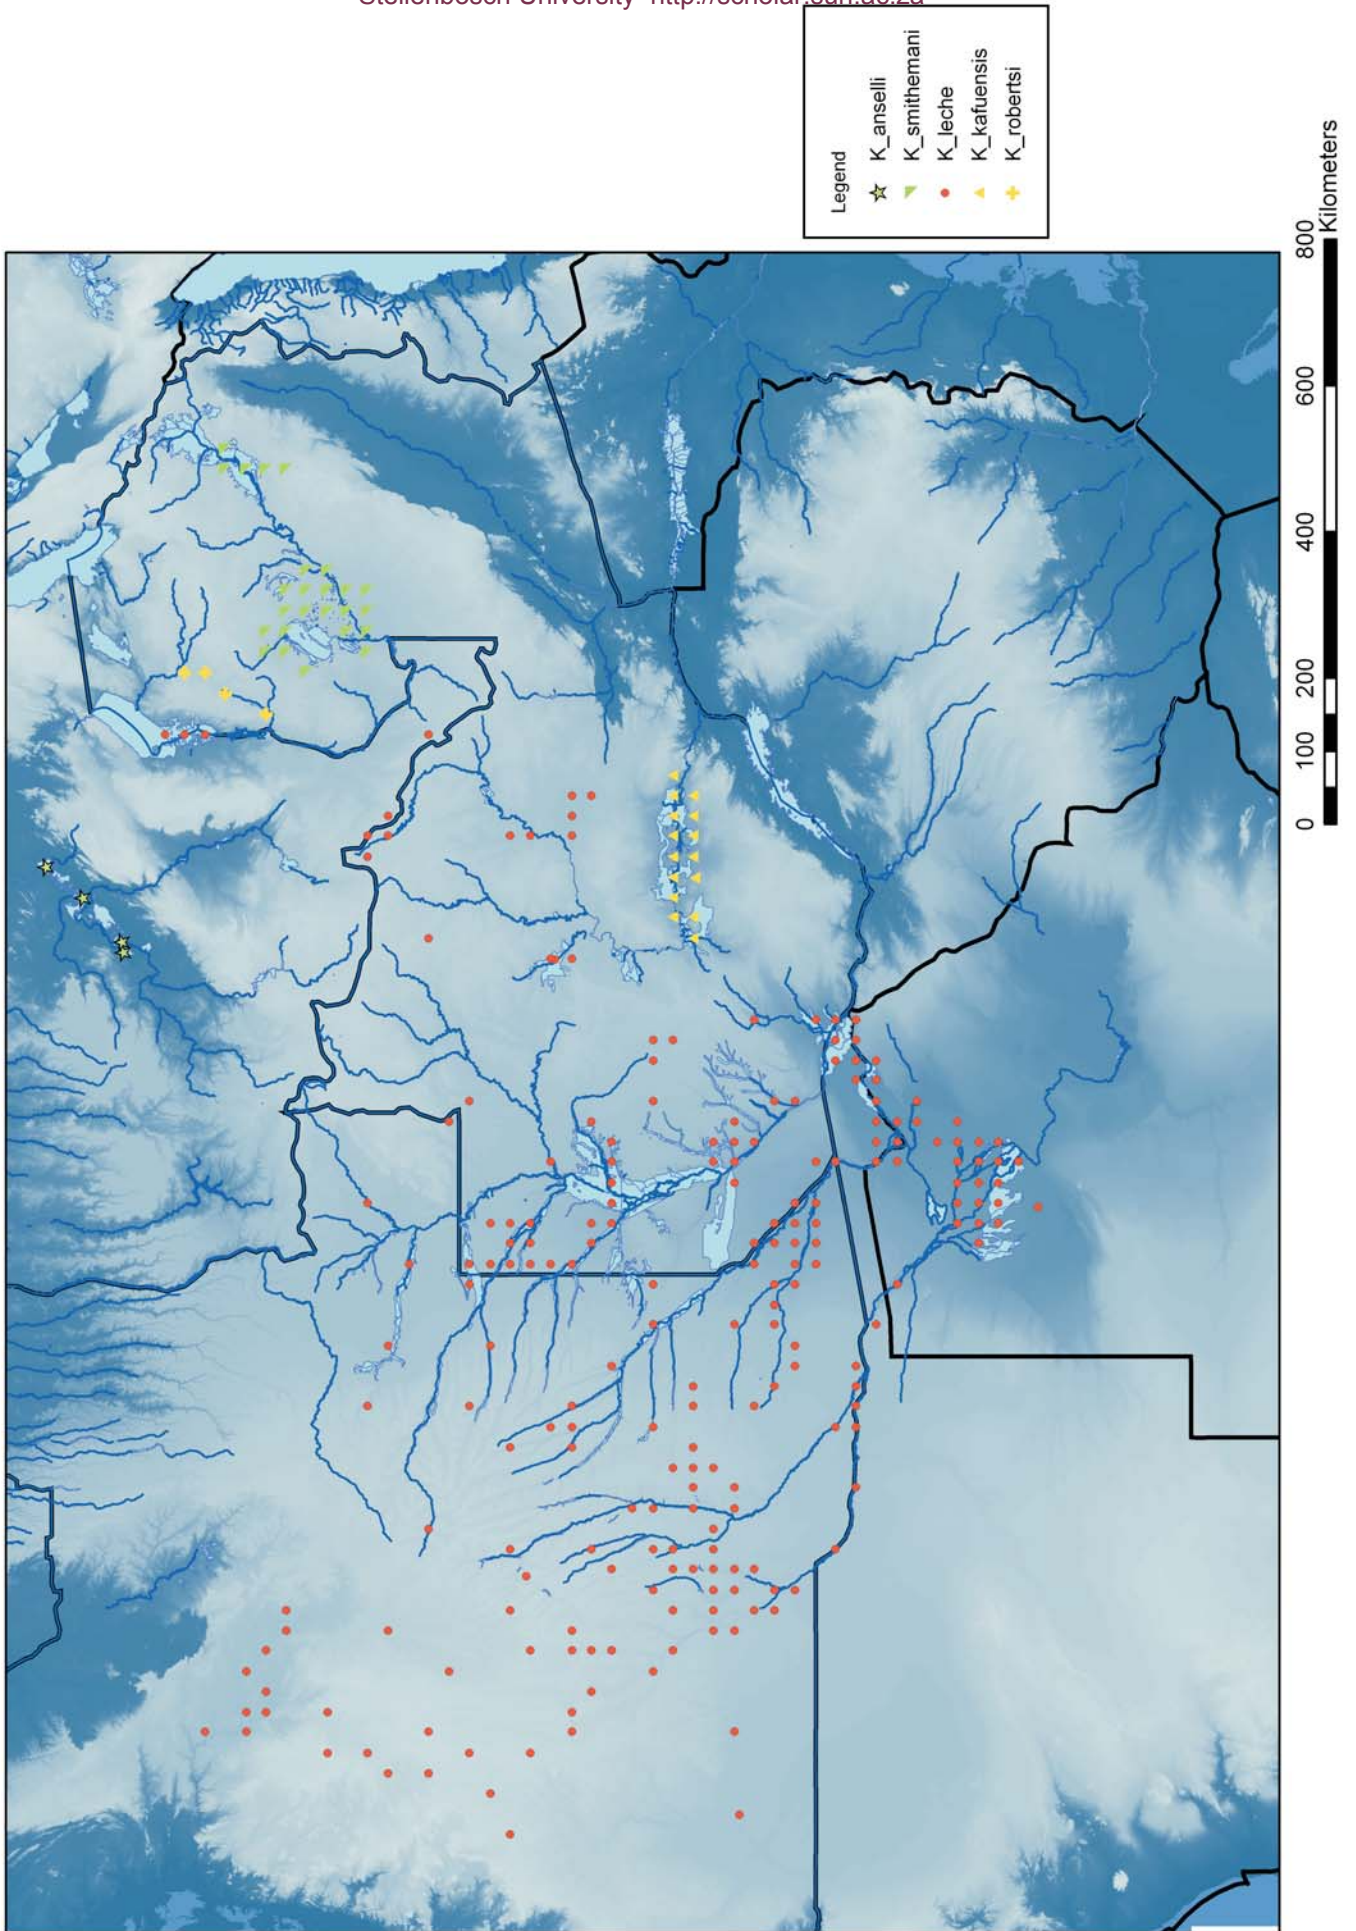 Stellenbosch University http://scholar.sun.ac.za
Legend
K_anselli
K_smithemani
K_leche
K_kafuensis
K_robertsi
0 100 200 400 600 800
Kilometers